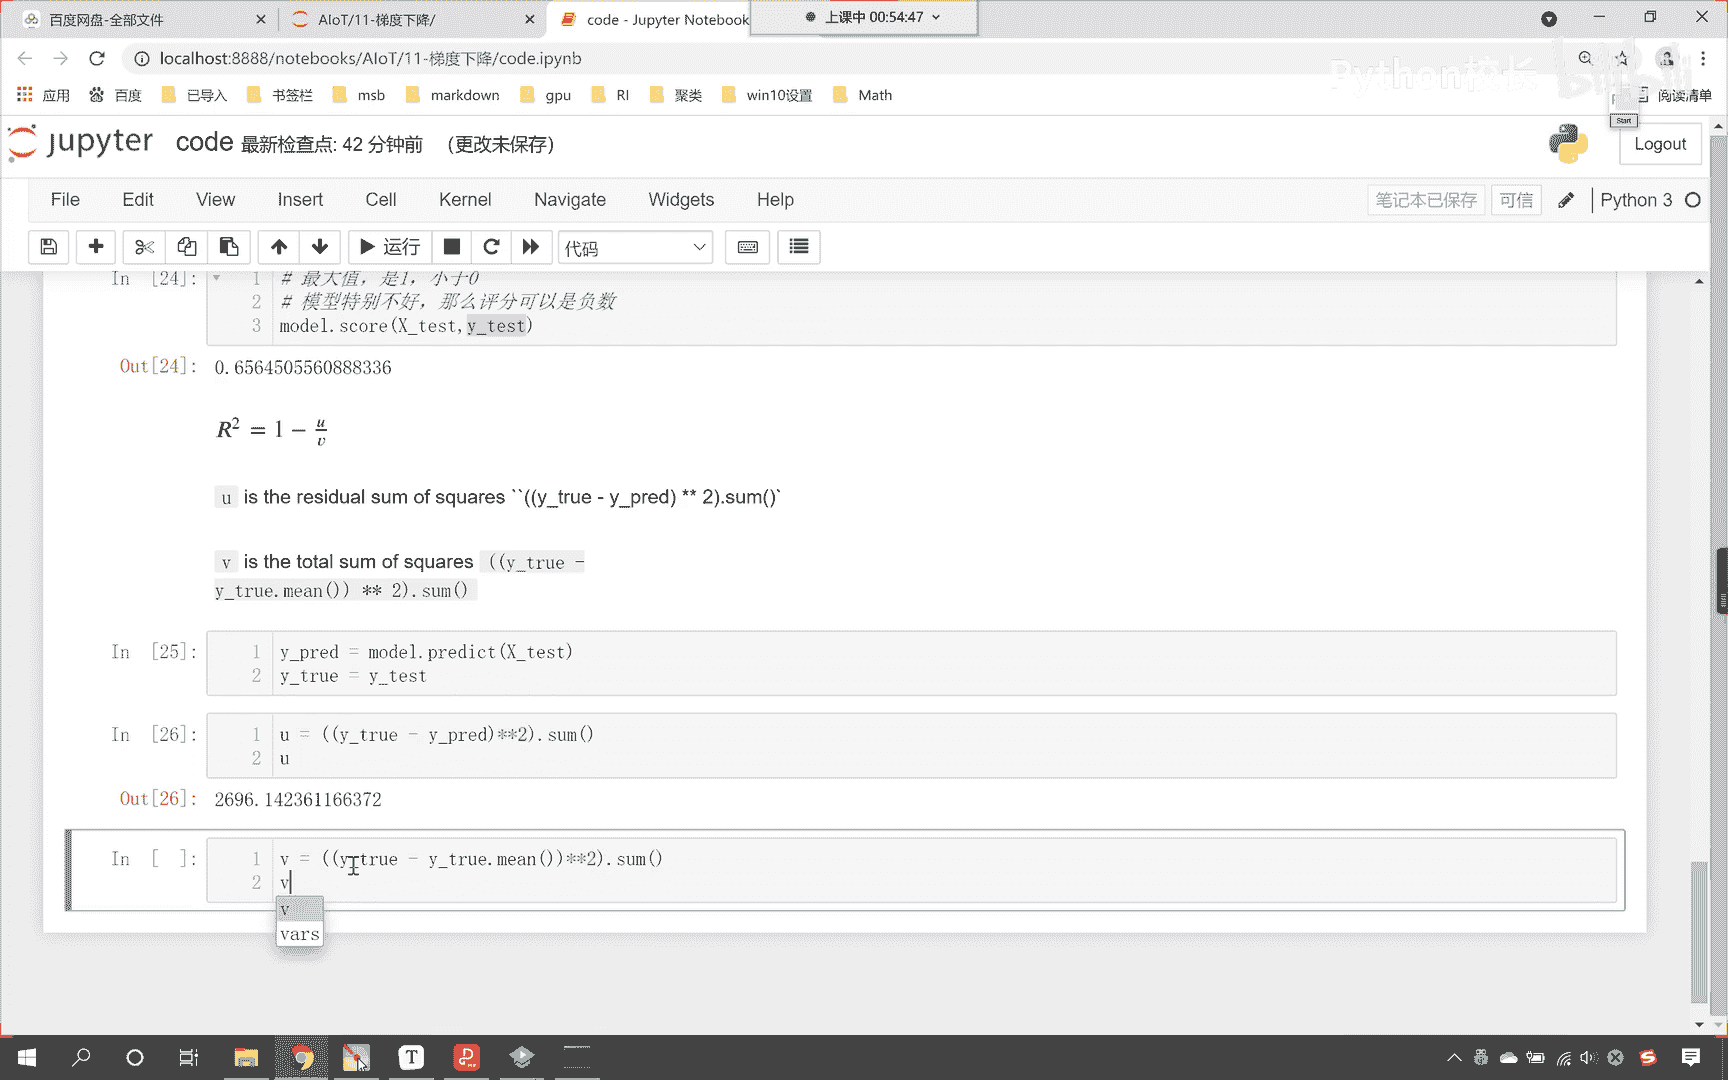 百度网盘-全部文件
AIoT/11-梯度下降/
code - Jupyter Notebook
上课中 00:54:47
localhost:8888/notebooks/AIoT/11-梯度下降/code.ipynb
应用 百度 已导入 书签栏 msb markdown gpu RI 聚类 win10设置 Math 阅读清单
Start
jupyter code 最新检查点: 42 分钟前 (更改未保存)
Logout
File Edit View Insert Cell Kernel Navigate Widgets Help
笔记本已保存 可信 Python 3
运行 代码
In [24]: 1 # 最大值，是1，小于0
2 # 模型特别不好，那么评分可以是负数
3 model.score(X_test,y_test)
Out[24]: 0.6564505560888336
R² = 1 − u/v
u is the residual sum of squares ``((y_true - y_pred) ** 2).sum()`
v is the total sum of squares ((y_true -
y_true.mean()) ** 2).sum()
In [25]: 1 y_pred = model.predict(X_test)
2 y_true = y_test
In [26]: 1 u = ((y_true - y_pred)**2).sum()
2 u
Out[26]: 2696.142361166372
In [ ]: 1 v = ((y_true - y_true.mean())**2).sum()
2 v
v
vars